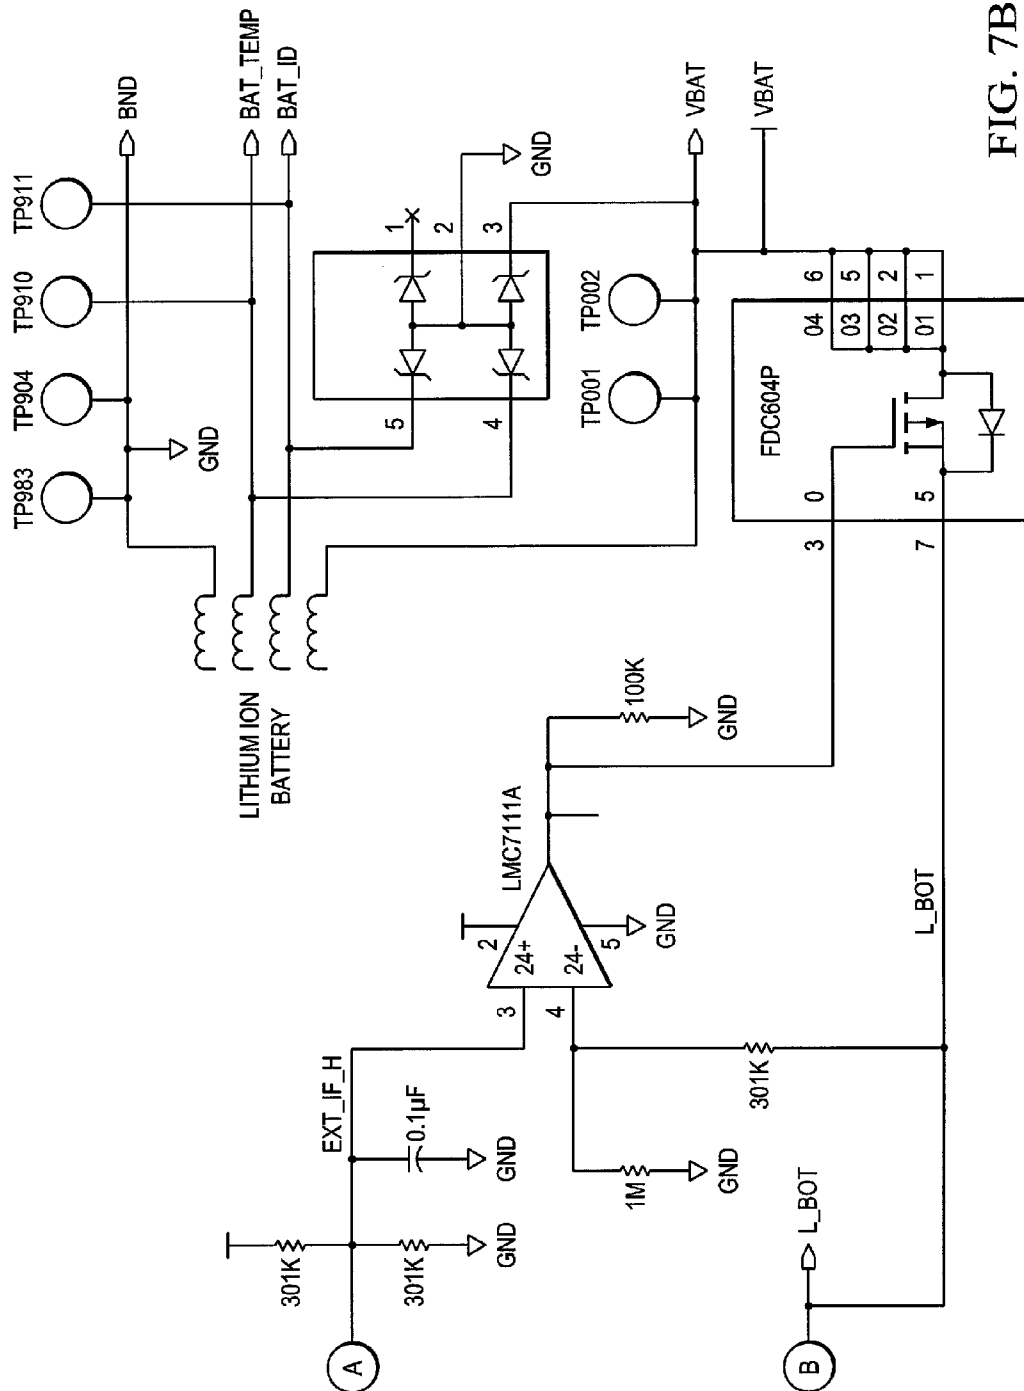 TP983
TP904
TP910
TP911
GND
BND
BAT_TEMP
BAT_ID
LITHIUM ION
BATTERY
5
4
1
2
3
GND
TP001
TP002
VBAT
VBAT
EXT_IF_H
301K
301K
GND
0.1µF
GND
3
4
2
24+
24-
5
GND
LMC7111A
100K
GND
1M
GND
301K
L_BOT
L_BOT
A
B
FDC604P
3
0
7
5
04
6
03
5
02
2
01
1
FIG. 7B